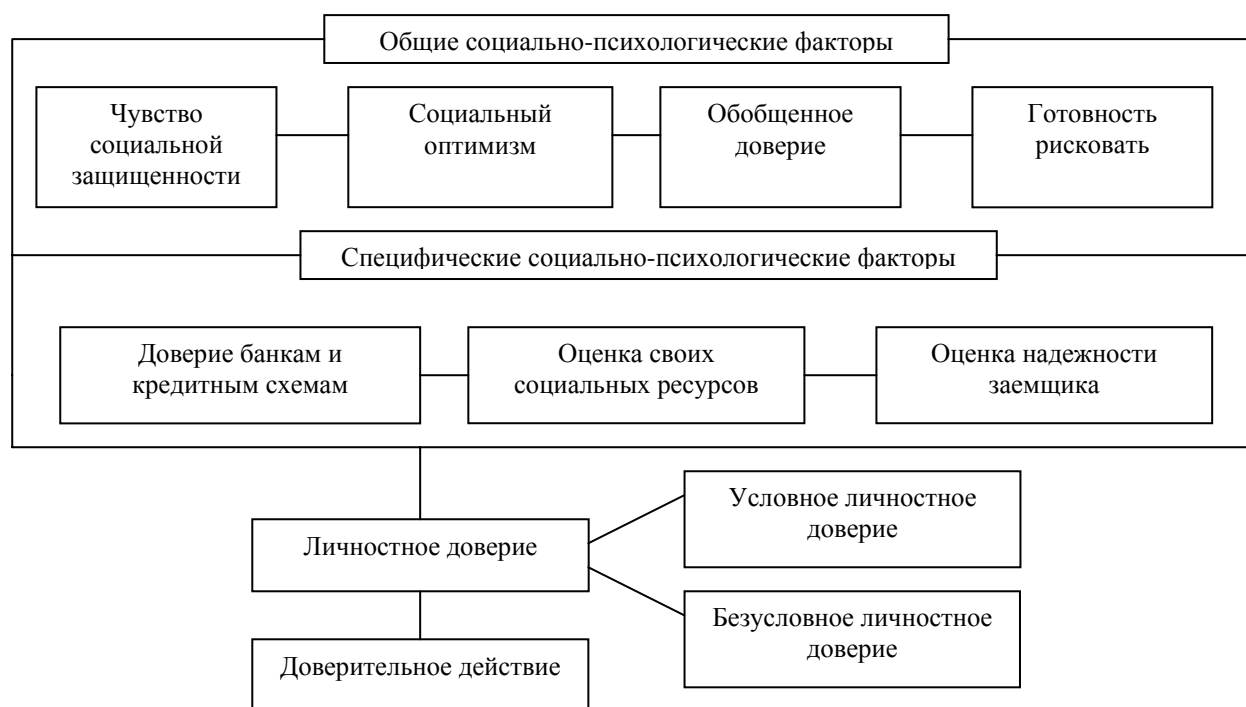 Общие социально-психологические факторы
Чувство
социальной
защищенности
Социальный
оптимизм
Обобщенное
доверие
Готовность
рисковать
Специфические социально-психологические факторы
Доверие банкам и
кредитным схемам
Оценка своих
социальных ресурсов
Оценка надежности
заемщика
Личностное доверие
Условное личностное
доверие
Безусловное личностное
доверие
Доверительное действие